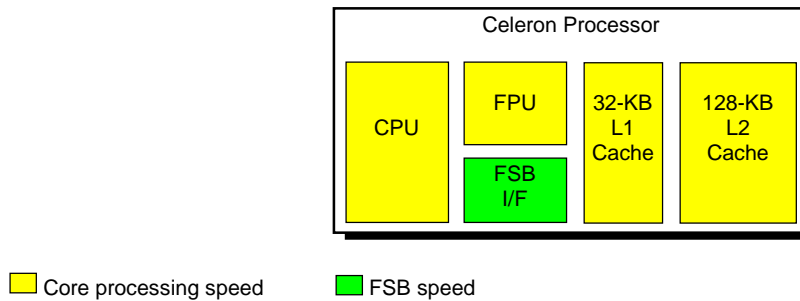 Celeron Processor
CPU
FPU
FSB
I/F
32-KB
L1
Cache
128-KB
L2
Cache
Core processing speed
FSB speed